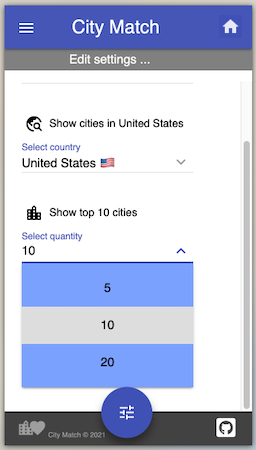 City Match
Edit settings ...
Show cities in United States
Select country
United States 🇺🇸
Show top 10 cities
Select quantity
10
5
10
20
City Match © 2021